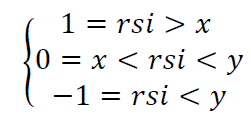 1 = rsi > x
0 = x < rsi < y
−1 = rsi < y